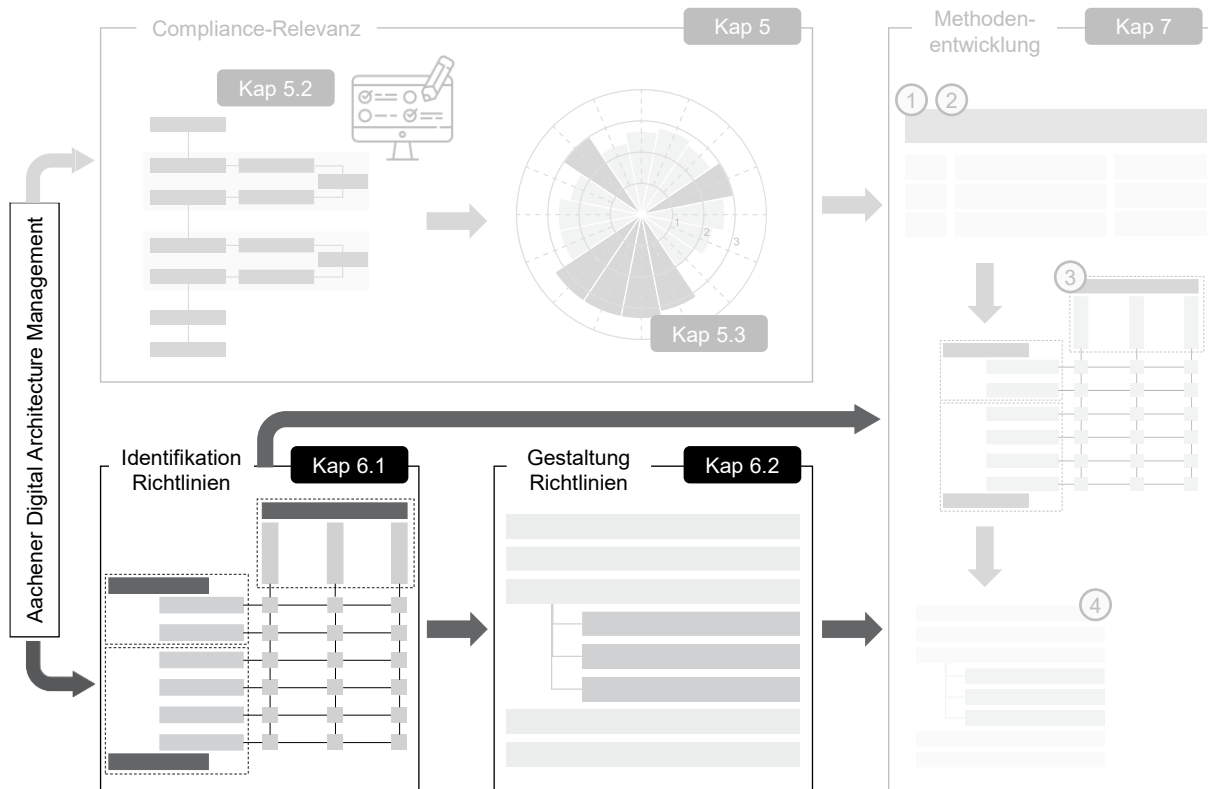 Compliance-Relevanz
Kap 5
Methoden-
entwicklung
Kap 7
Kap 5.2
1
2
1
2
3
Kap 5.3
3
Aachener Digital Architecture Management
Identifikation
Richtlinien
Kap 6.1
Gestaltung
Richtlinien
Kap 6.2
4